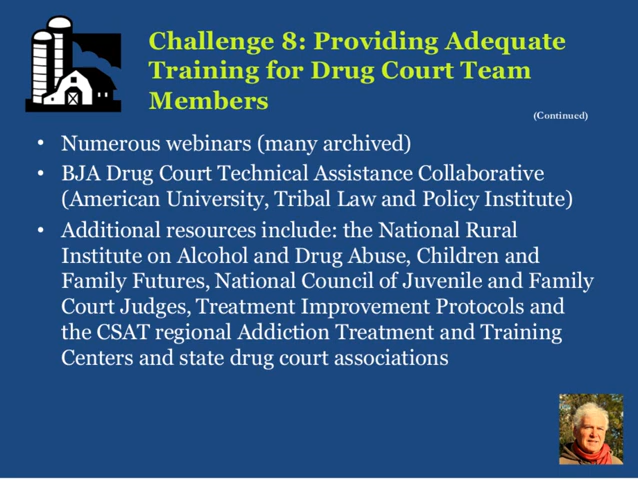 Challenge 8: Providing Adequate
Training for Drug Court Team
Members
(Continued)
• Numerous webinars (many archived)
• BJA Drug Court Technical Assistance Collaborative
(American University, Tribal Law and Policy Institute)
• Additional resources include: the National Rural
Institute on Alcohol and Drug Abuse, Children and
Family Futures, National Council of Juvenile and Family
Court Judges, Treatment Improvement Protocols and
the CSAT regional Addiction Treatment and Training
Centers and state drug court associations